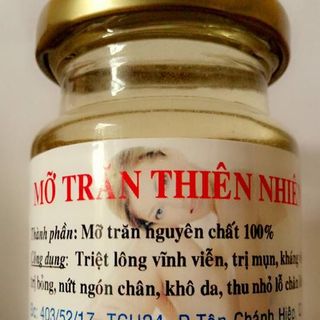 MỠ TRĂN THIÊN NHIÊ
Thành phần: Mỡ trăn nguyên chất 100%
Công dụng: Triệt lông vĩnh viễn, trị mụn, kháng
trị bỏng, nứt ngón chân, khô da, thu nhỏ lỗ chân
Đc: 403/52/17, TCH24, P. Tân Chánh Hiệp,